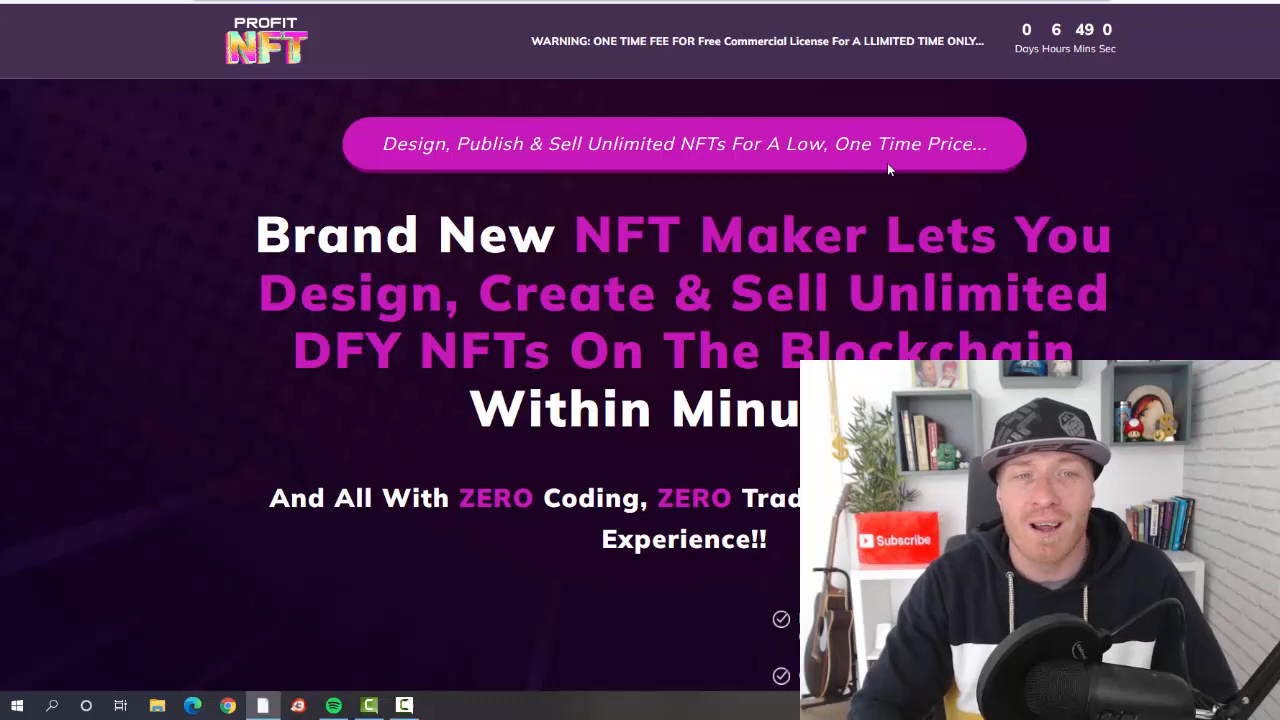 PROFIT
NFT
WARNING: ONE TIME FEE FOR Free Commercial License For A LLIMITED TIME ONLY...
0 6 49 0
Days Hours Mins Sec
Design, Publish & Sell Unlimited NFTs For A Low, One Time Price...
Brand New NFT Maker Lets You
Design, Create & Sell Unlimited
DFY NFTs On The Blockchain
Within Minu
And All With ZERO Coding, ZERO Trad
Experience!!
UFC
Subscribe